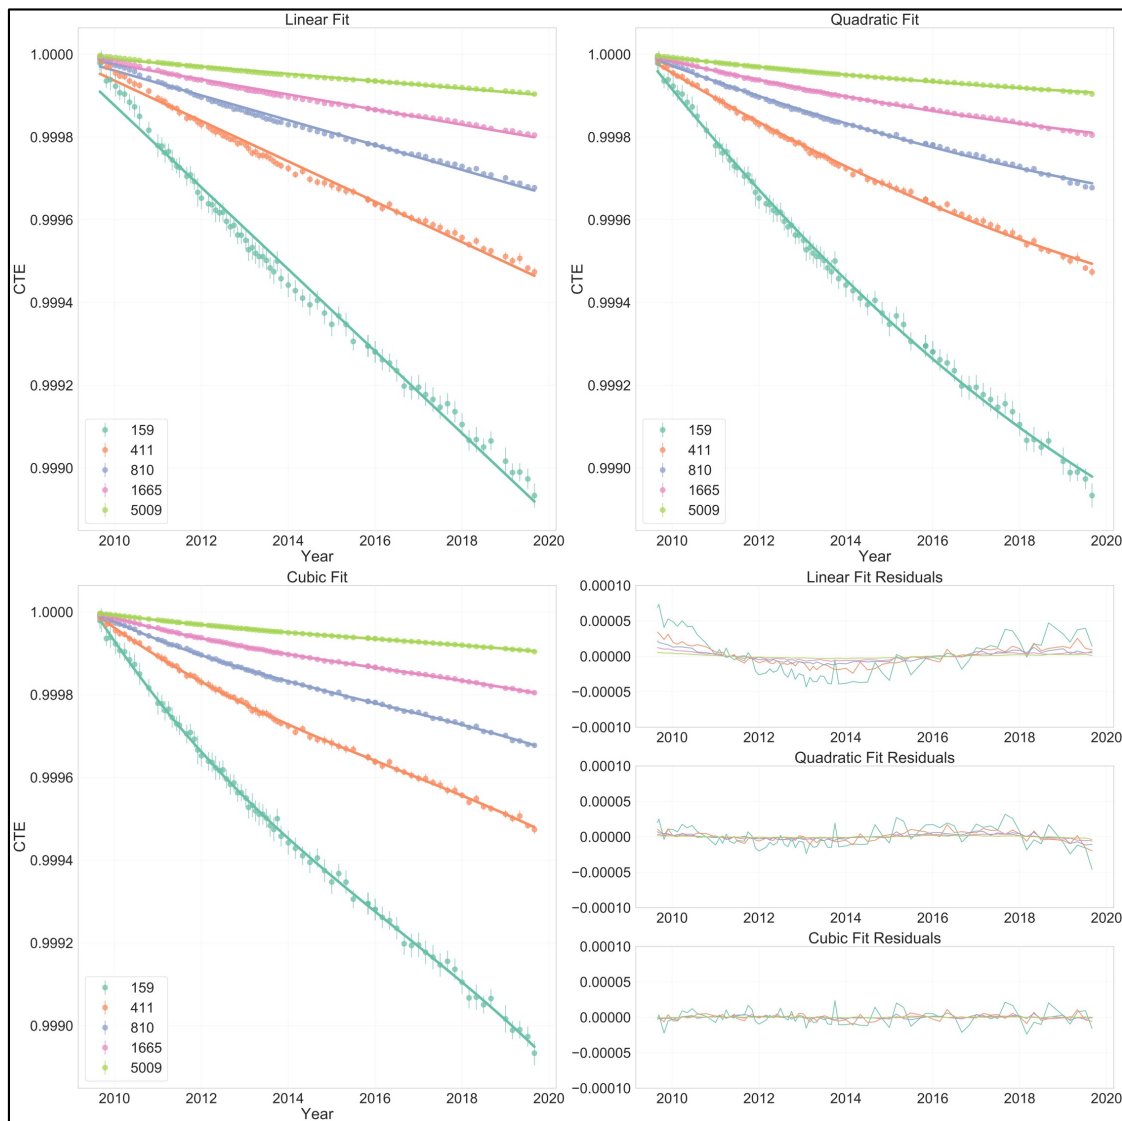 Linear Fit
1.0000
0.9998
0.9996
0.9994
0.9992
0.9990
CTE
159
411
810
1665
5009
2010 2012 2014 2016 2018 2020
Year
Quadratic Fit
1.0000
0.9998
0.9996
0.9994
0.9992
0.9990
CTE
159
411
810
1665
5009
2010 2012 2014 2016 2018 2020
Year
Cubic Fit
1.0000
0.9998
0.9996
0.9994
0.9992
0.9990
CTE
159
411
810
1665
5009
2010 2012 2014 2016 2018 2020
Year
Linear Fit Residuals
0.00010
0.00005
0.00000
−0.00005
−0.00010
2010 2012 2014 2016 2018 2020
Quadratic Fit Residuals
0.00010
0.00005
0.00000
−0.00005
−0.00010
2010 2012 2014 2016 2018 2020
Cubic Fit Residuals
0.00010
0.00005
0.00000
−0.00005
−0.00010
2010 2012 2014 2016 2018 2020